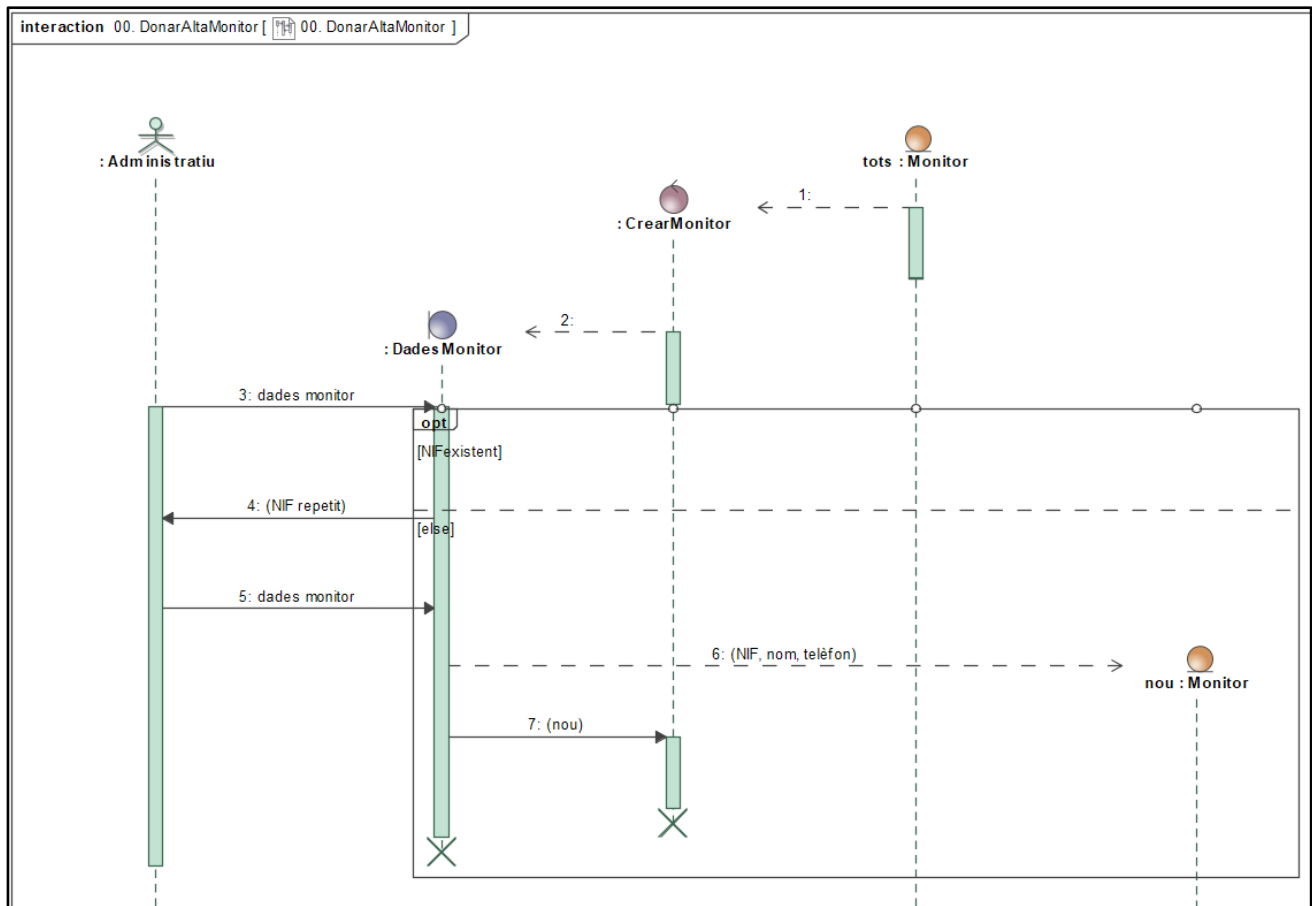 interaction 00. DonarAltaMonitor [ 00. DonarAltaMonitor ]
: Administratiu
tots : Monitor
1:
: CrearMonitor
2:
: DadesMonitor
3: dades monitor
opt
[NIFexistent]
4: (NIF repetit)
[else]
5: dades monitor
6: (NIF, nom, telèfon)
nou : Monitor
7: (nou)